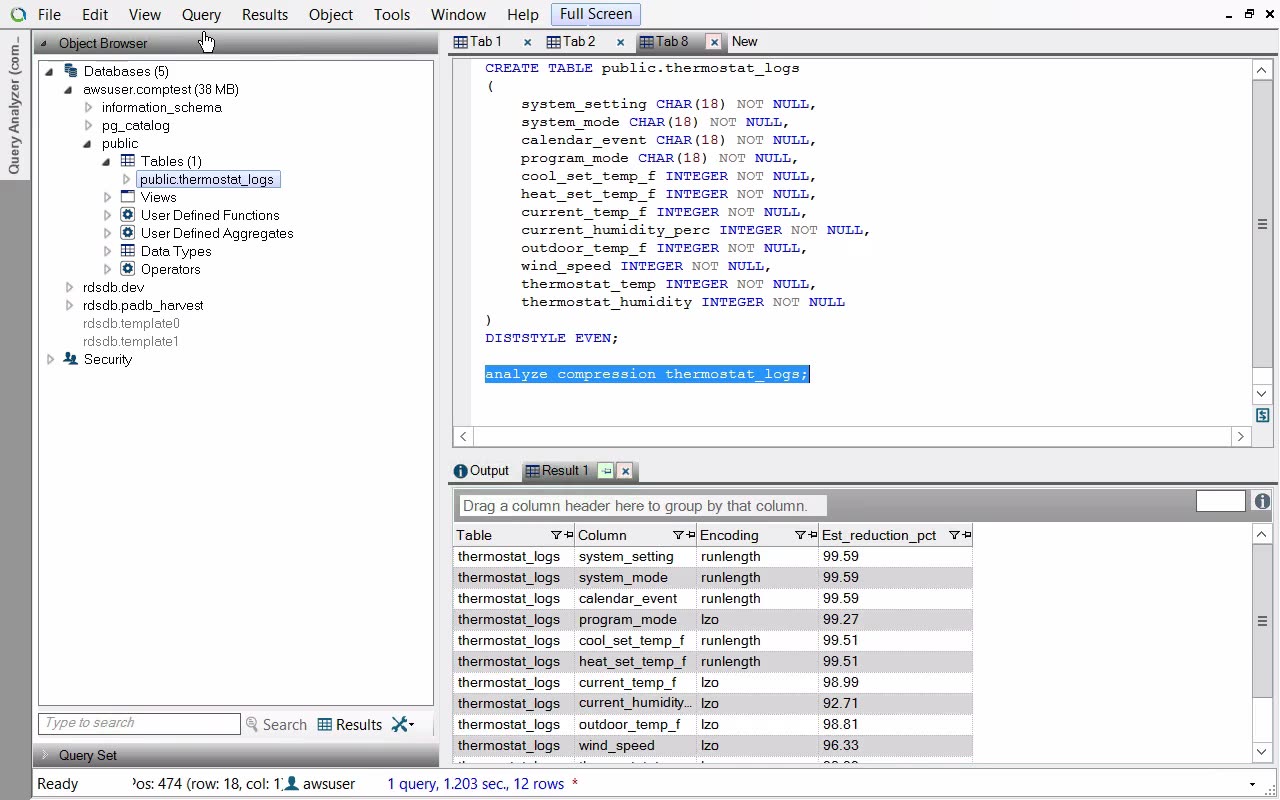 File Edit View Query Results Object Tools Window Help Full Screen
Query Analyzer (com...
Object Browser
Databases (5)
awsuser.comptest (38 MB)
information_schema
pg_catalog
public
Tables (1)
public.thermostat_logs
Views
User Defined Functions
User Defined Aggregates
Data Types
Operators
rdsdb.dev
rdsdb.padb_harvest
rdsdb.template0
rdsdb.template1
Security
Type to search Search Results
Query Set
Tab 1 Tab 2 Tab 8 New
CREATE TABLE public.thermostat_logs
(
system_setting CHAR(18) NOT NULL,
system_mode CHAR(18) NOT NULL,
calendar_event CHAR(18) NOT NULL,
program_mode CHAR(18) NOT NULL,
cool_set_temp_f INTEGER NOT NULL,
heat_set_temp_f INTEGER NOT NULL,
current_temp_f INTEGER NOT NULL,
current_humidity_perc INTEGER NOT NULL,
outdoor_temp_f INTEGER NOT NULL,
wind_speed INTEGER NOT NULL,
thermostat_temp INTEGER NOT NULL,
thermostat_humidity INTEGER NOT NULL
)
DISTSTYLE EVEN;
analyze compression thermostat_logs;
Output Result 1
Drag a column header here to group by that column.
Table Column Encoding Est_reduction_pct
thermostat_logs system_setting runlength 99.59
thermostat_logs system_mode runlength 99.59
thermostat_logs calendar_event runlength 99.59
thermostat_logs program_mode lzo 99.27
thermostat_logs cool_set_temp_f runlength 99.51
thermostat_logs heat_set_temp_f runlength 99.51
thermostat_logs current_temp_f lzo 98.99
thermostat_logs current_humidity... lzo 92.71
thermostat_logs outdoor_temp_f lzo 98.81
thermostat_logs wind_speed lzo 96.33
Ready Pos: 474 (row: 18, col: 1) awsuser 1 query, 1.203 sec., 12 rows *